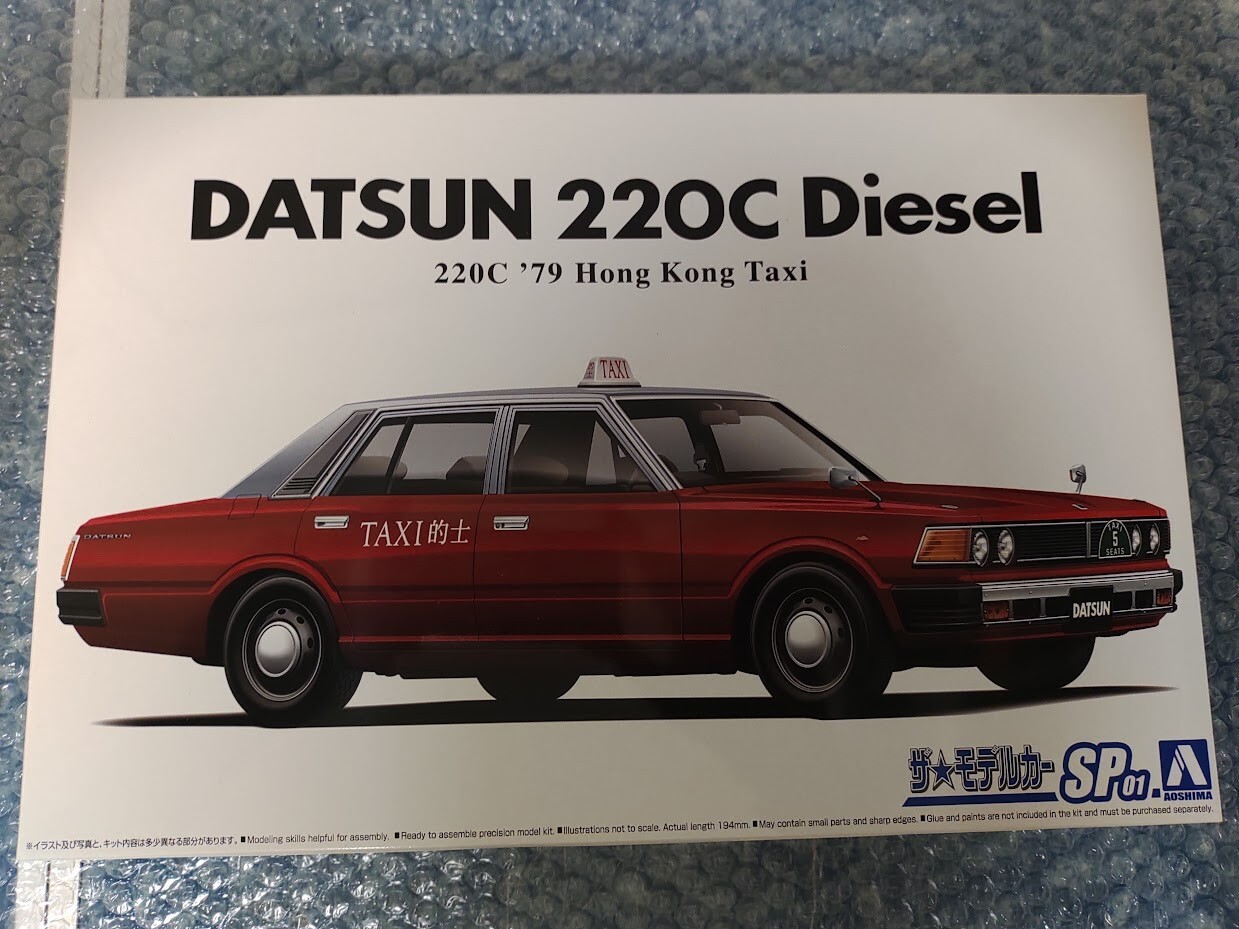 DATSUN 220C Diesel
220C ’79 Hong Kong Taxi
TAXI
TAXI的士
DATSUN
TAXI
5
SEATS
DATSUN
ザ★モデルカー SP01.
AOSHIMA
※イラスト及び写真と、キット内容は多少異なる部分があります。 ■Modeling skills helpful for assembly. ■Ready to assemble precision model kit. ■Illustrations not to scale. Actual length 194mm. ■May contain small parts and sharp edges. ■Glue and paints are not included in the kit and must be purchased separately.